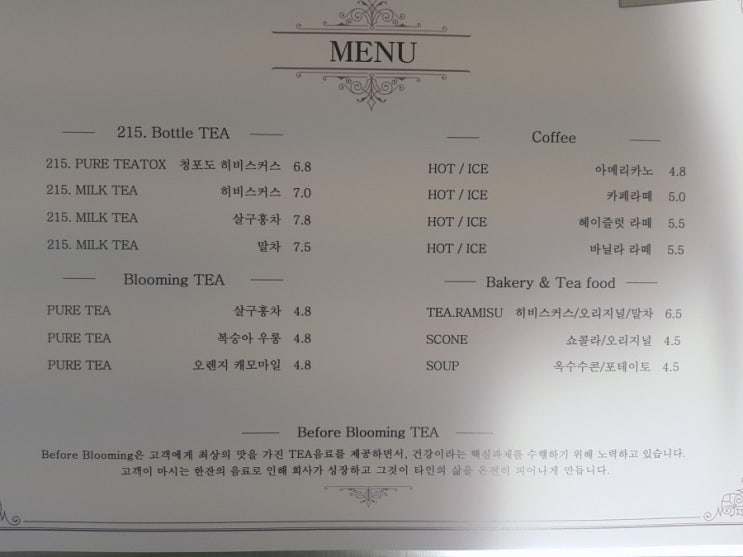 MENU
215. Bottle TEA
215. PURE TEATOX 청포도 히비스커스 6.8
215. MILK TEA 히비스커스 7.0
215. MILK TEA 살구홍차 7.8
215. MILK TEA 말차 7.5
Blooming TEA
PURE TEA 살구홍차 4.8
PURE TEA 복숭아 우롱 4.8
PURE TEA 오렌지 캐모마일 4.8
Coffee
HOT / ICE 아메리카노 4.8
HOT / ICE 카페라떼 5.0
HOT / ICE 헤이즐럿 라떼 5.5
HOT / ICE 바닐라 라떼 5.5
Bakery & Tea food
TEA.RAMISU 히비스커스/오리지널/말차 6.5
SCONE 쇼콜라/오리지널 4.5
SOUP 옥수수콘/포테이토 4.5
Before Blooming TEA
Before Blooming은 고객에게 최상의 맛을 가진 TEA음료를 제공하면서, 건강이라는 핵심과제를 수행하기 위해 노력하고 있습니다.
고객이 마시는 한잔의 음료로 인해 회사가 성장하고 그것이 타인의 삶을 온전히 피어나게 만듭니다.